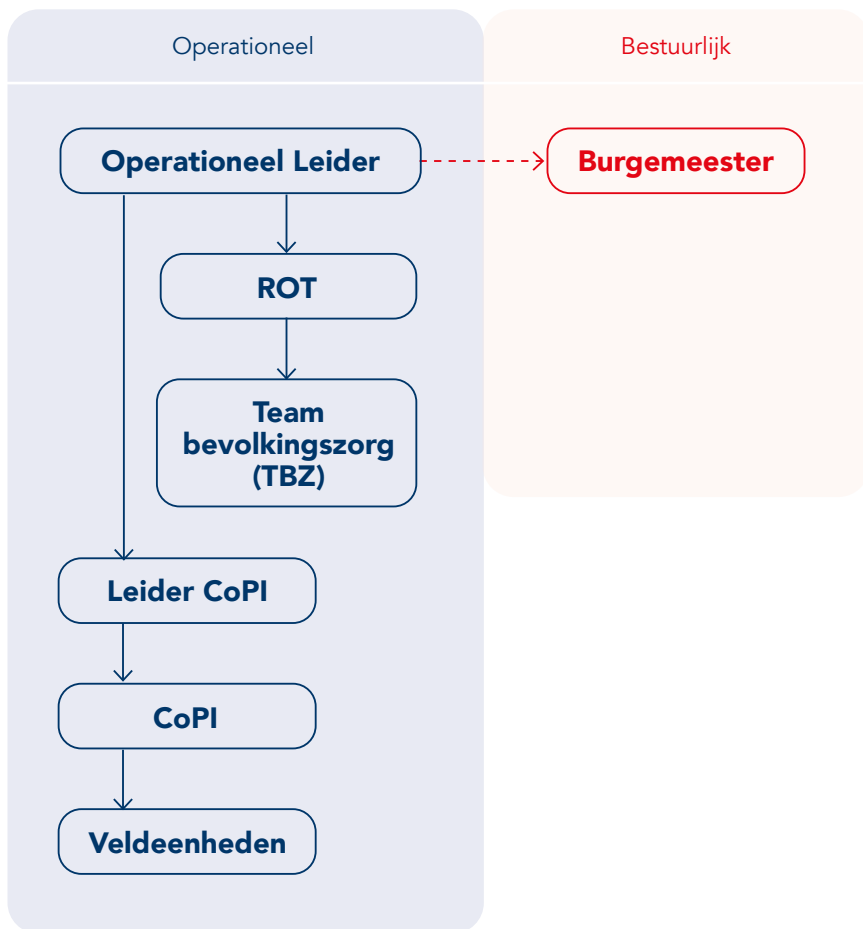 Operationeel
Bestuurlijk
Operationeel Leider
Burgemeester
ROT
Team
bevolkingszorg
(TBZ)
Leider CoPI
CoPI
Veldeenheden